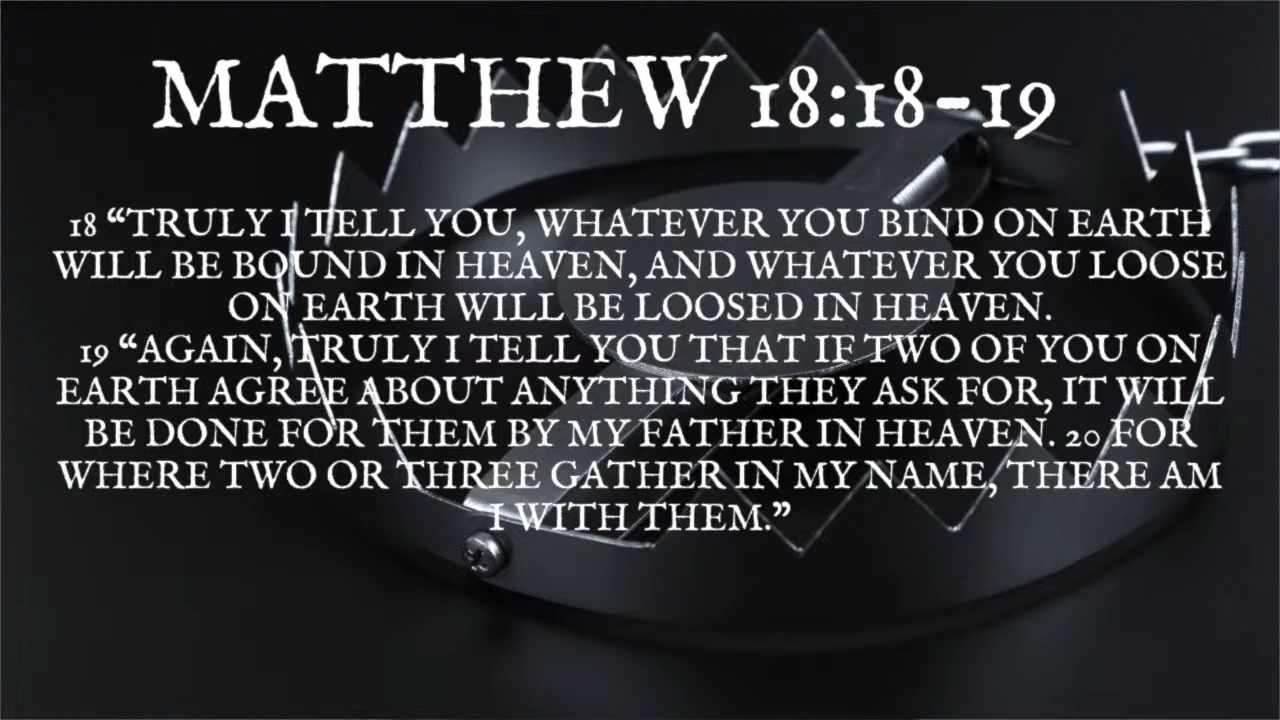 MATTHEW 18:18-19
18 “TRULY I TELL YOU, WHATEVER YOU BIND ON EARTH
WILL BE BOUND IN HEAVEN, AND WHATEVER YOU LOOSE
ON EARTH WILL BE LOOSED IN HEAVEN.
19 “AGAIN, TRULY I TELL YOU THAT IF TWO OF YOU ON
EARTH AGREE ABOUT ANYTHING THEY ASK FOR, IT WILL
BE DONE FOR THEM BY MY FATHER IN HEAVEN. 20 FOR
WHERE TWO OR THREE GATHER IN MY NAME, THERE AM
I WITH THEM.”